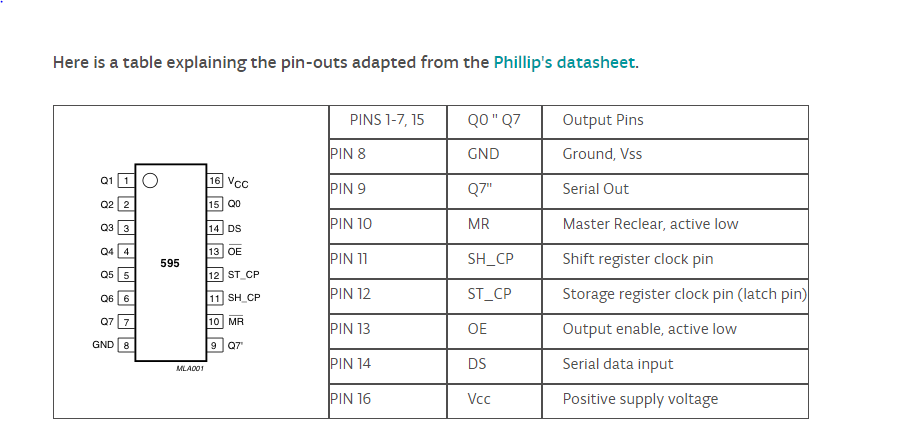 Here is a table explaining the pin-outs adapted from the Phillip's datasheet.
PINS 1-7, 15 Q0 " Q7 Output Pins
PIN 8 GND Ground, Vss
PIN 9 Q7" Serial Out
PIN 10 MR Master Reclear, active low
PIN 11 SH_CP Shift register clock pin
PIN 12 ST_CP Storage register clock pin (latch pin)
PIN 13 OE Output enable, active low
PIN 14 DS Serial data input
PIN 16 Vcc Positive supply voltage
Q1 1 16 VCC
Q2 2 15 Q0
Q3 3 14 DS
Q4 4 13 O̅E̅
595
Q5 5 12 ST_CP
Q6 6 11 SH_CP
Q7 7 10 M̅R̅
GND 8 9 Q7'
MLA001